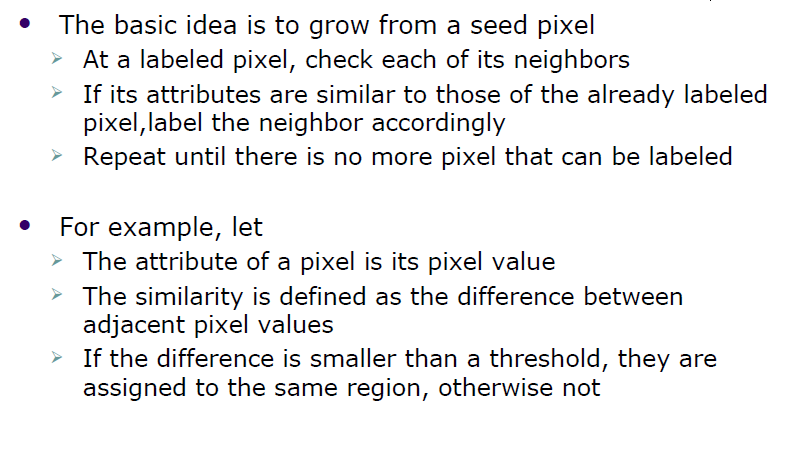 The basic idea is to grow from a seed pixel
At a labeled pixel, check each of its neighbors
If its attributes are similar to those of the already labeled
pixel,label the neighbor accordingly
Repeat until there is no more pixel that can be labeled
For example, let
The attribute of a pixel is its pixel value
The similarity is defined as the difference between
adjacent pixel values
If the difference is smaller than a threshold, they are
assigned to the same region, otherwise not